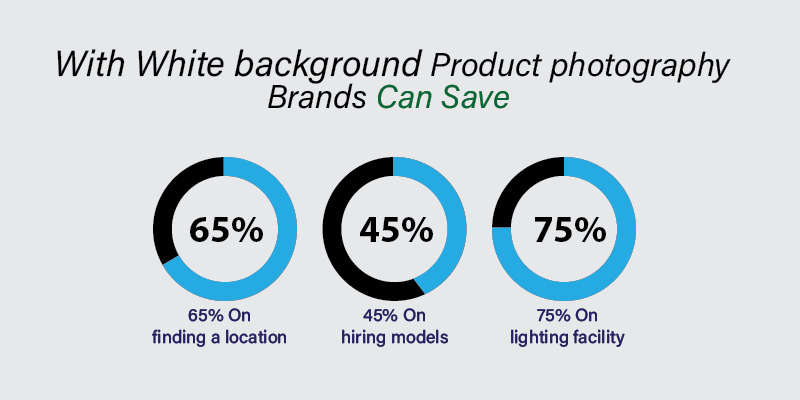 With White background Product photography
Brands Can Save
65%
45%
75%
65% On
finding a location
45% On
hiring models
75% On
lighting facility